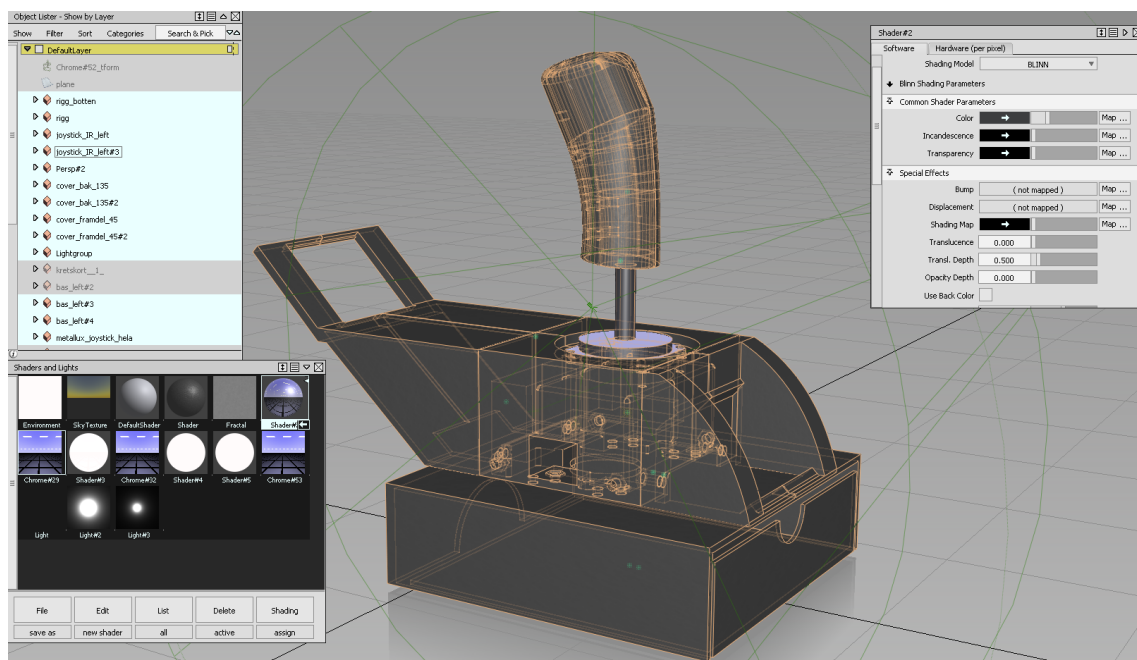 Object Lister - Show by Layer
Show Filter Sort Categories Search & Pick
DefaultLayer
Chrome#52_tform
plane
rigg_botten
rigg
joystick_IR_left
joystick_IR_left#3
Persp#2
cover_bak_135
cover_bak_135#2
cover_framdel_45
cover_framdel_45#2
Lightgroup
kretskort__1_
bas_left#2
bas_left#3
bas_left#4
metallux_joystick_hela
Shaders and Lights
Environment SkyTexture DefaultShader Shader Fractal Shader#
Chrome#29 Shader#3 Chrome#32 Shader#4 Shader#5 Chrome#53
Light Light#2 Light#3
File Edit List Delete Shading
save as new shader all active assign
Shader#2
Software Hardware (per pixel)
Shading Model BLINN
Blinn Shading Parameters
Common Shader Parameters
Color Map ...
Incandescence Map ...
Transparency Map ...
Special Effects
Bump ( not mapped ) Map ...
Displacement ( not mapped ) Map ...
Shading Map Map ...
Translucence 0.000
Transl. Depth 0.500
Opacity Depth 0.000
Use Back Color